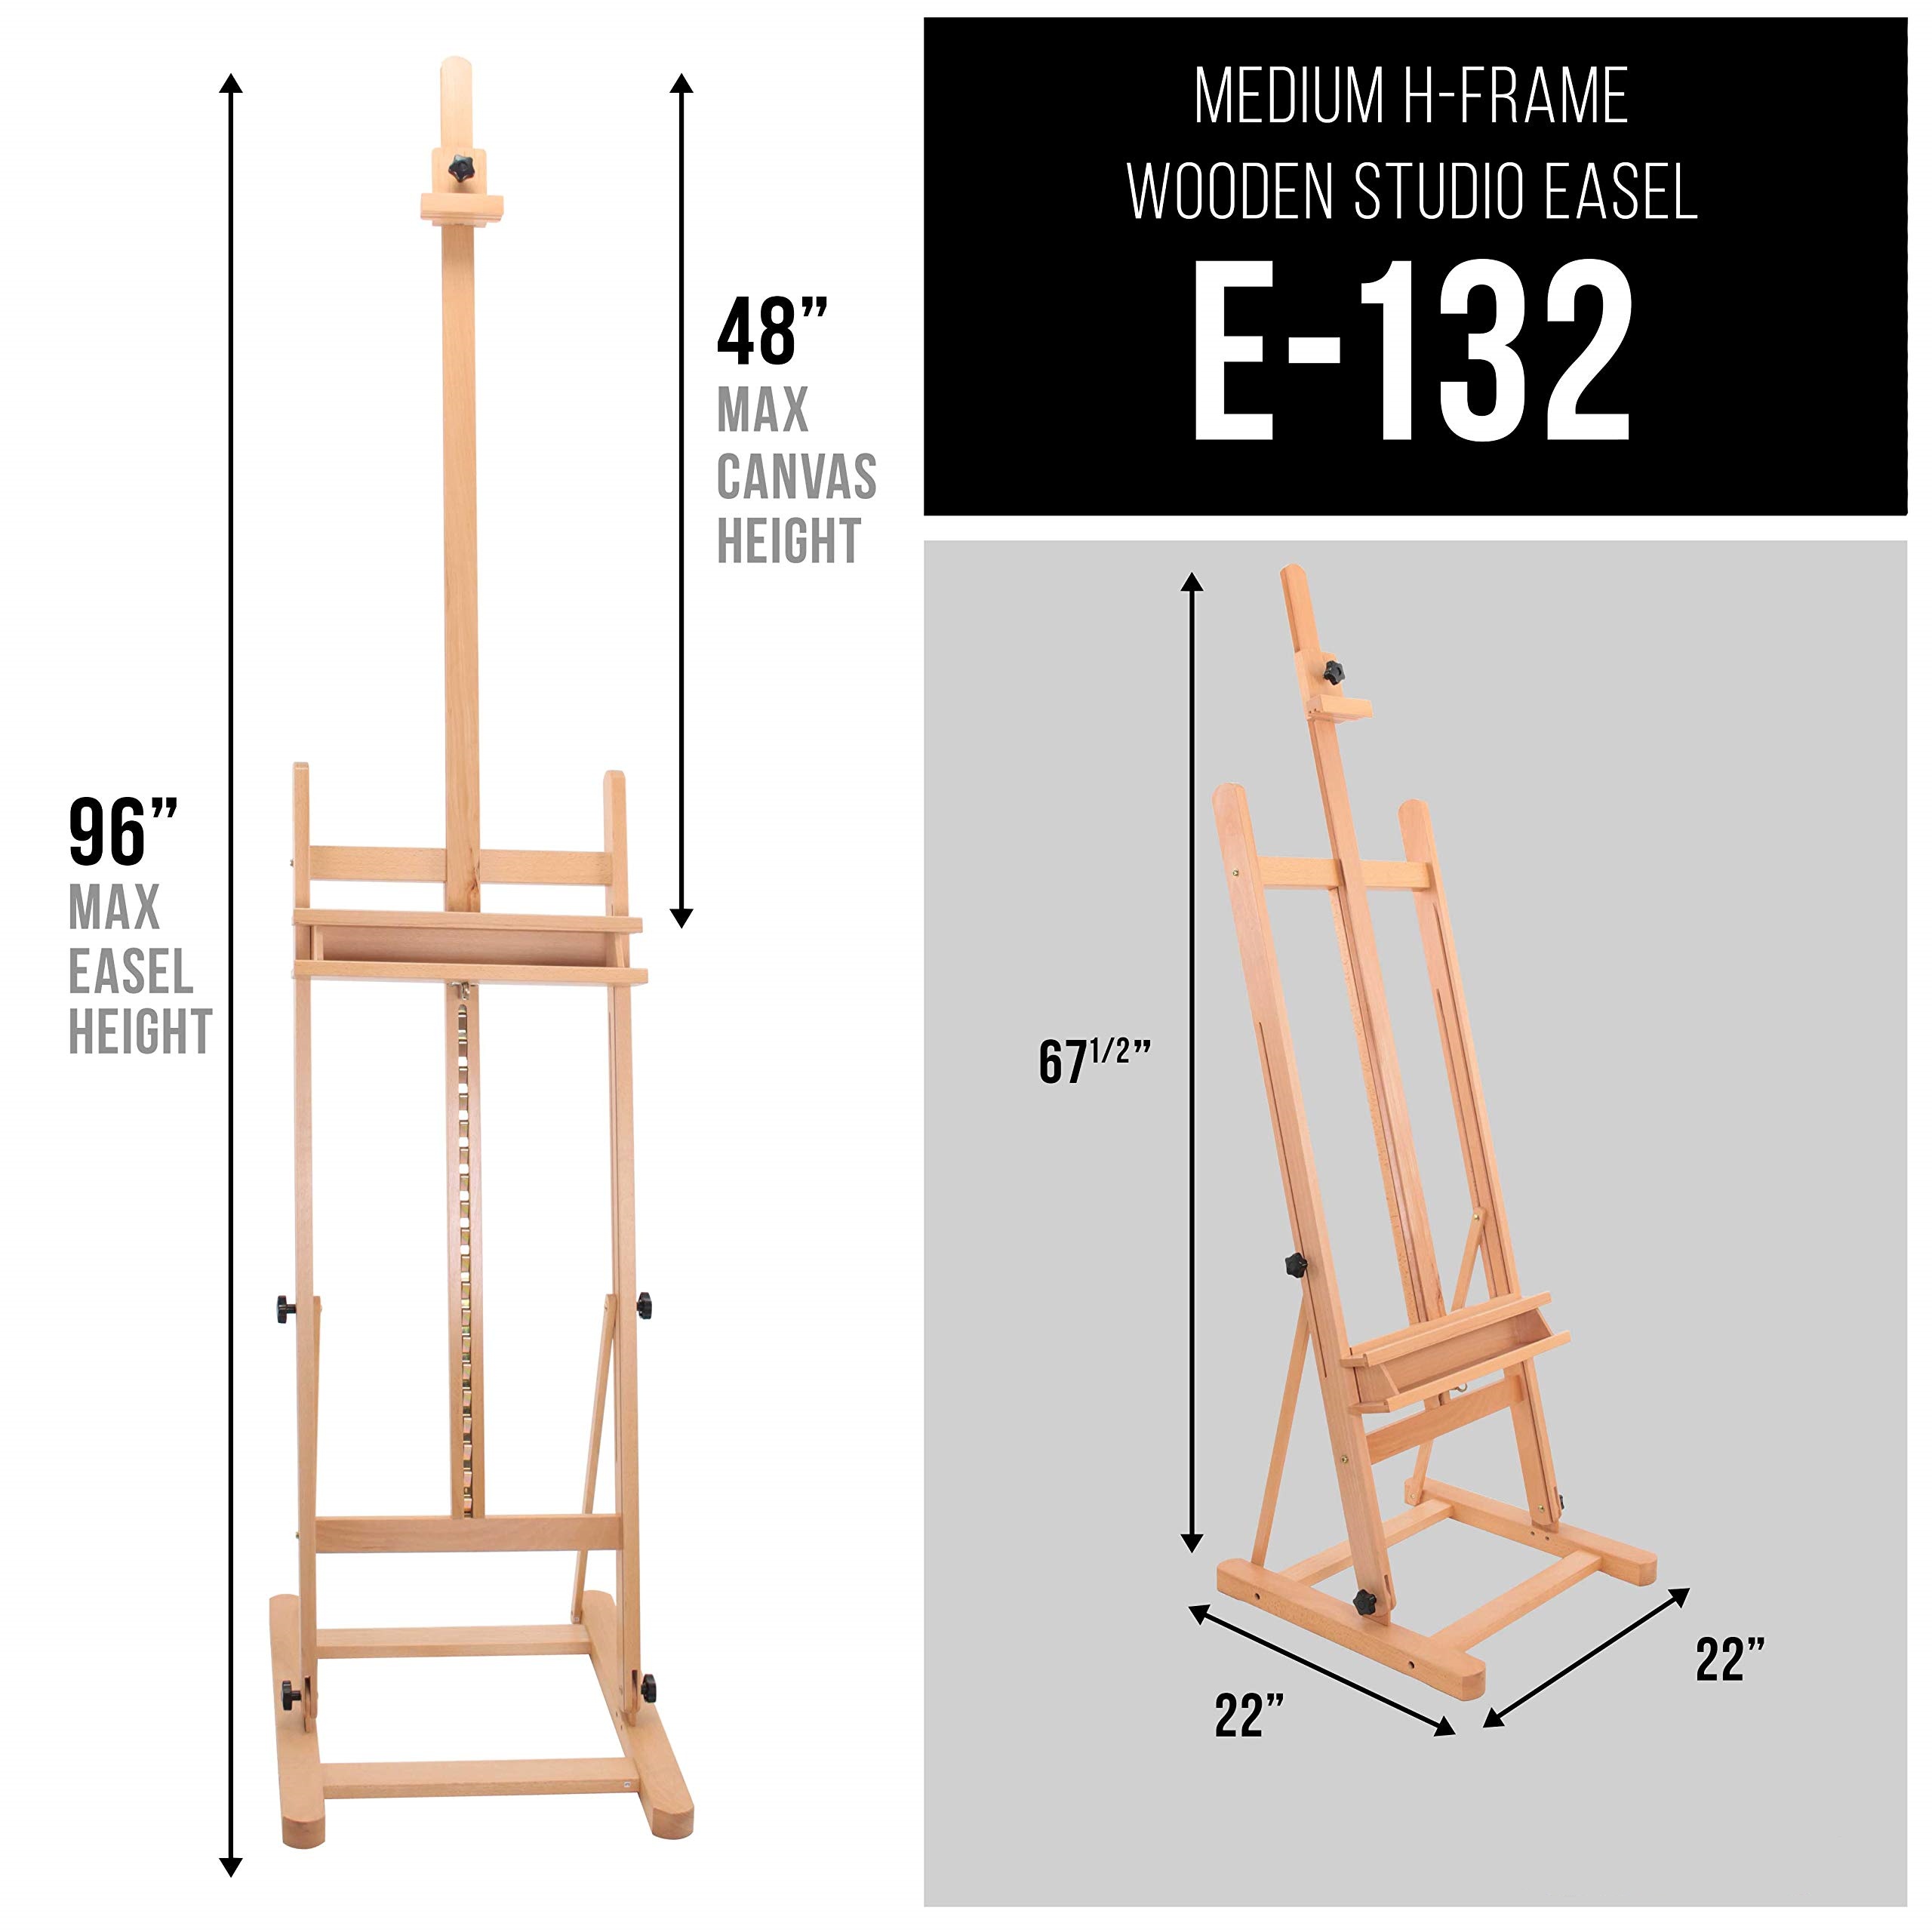 MEDIUM H-FRAME
WOODEN STUDIO EASEL
E-132
48”
MAX
CANVAS
HEIGHT
96”
MAX
EASEL
HEIGHT
67 1/2”
22”
22”